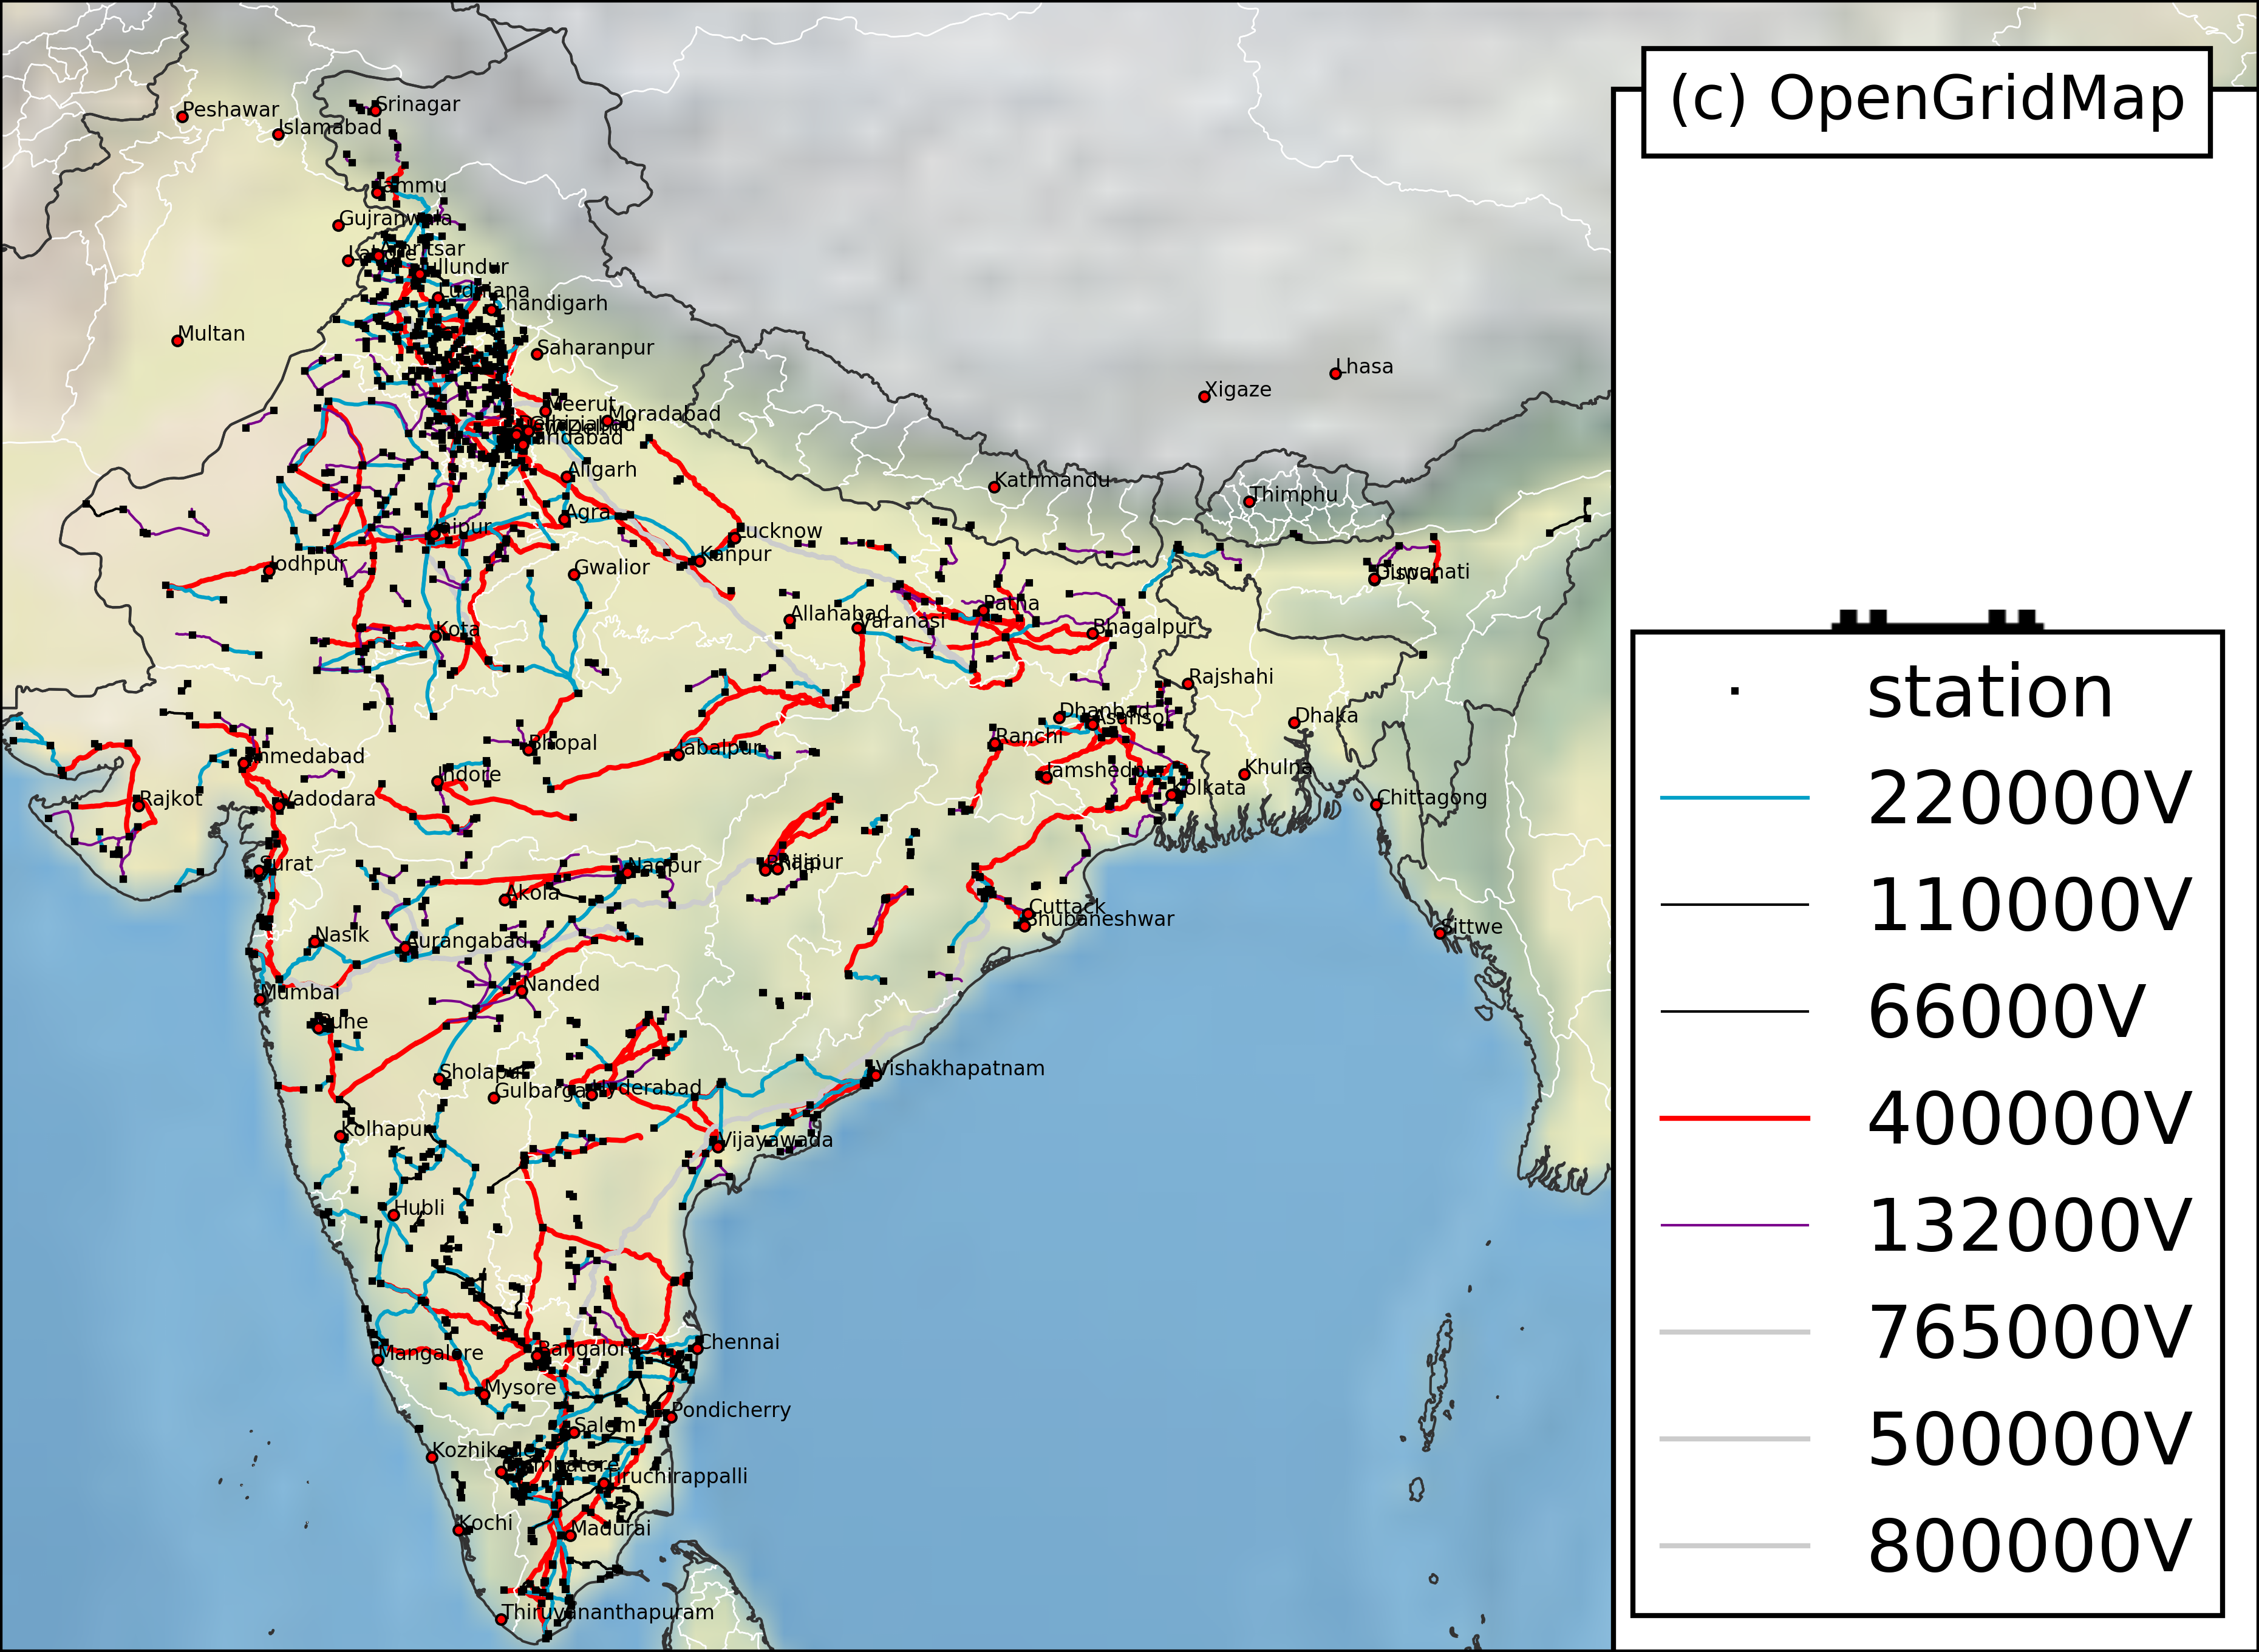 (c) OpenGridMap
Srinagar
Peshawar
Islamabad
Jammu
Gujranwala
Amritsar
Lahore
Jullundur
Ludhiana
Chandigarh
Multan
Saharanpur
Lhasa
Xigaze
Meerut
Moradabad
Ghaziabad
New Delhi
Faridabad
Aligarh
Kathmandu
Thimphu
Agra
Jaipur
Lucknow
Kanpur
Jodhpur
Gwalior
Guwahati
Dispur
Patna
Allahabad
Varanasi
Kota
Bhagalpur
Rajshahi
Dhanbad
Asansol
Dhaka
Ranchi
Bhopal
Jabalpur
Ahmedabad
Khulna
Jamshedpur
Indore
Kolkata
Chittagong
Rajkot
Vadodara
Surat
Nagpur
Bhilai
Raipur
Akola
Cuttack
Bhubaneshwar
Sittwe
Nasik
Aurangabad
Nanded
Mumbai
Pune
Sholapur
Vishakhapatnam
Gulbarga
Hyderabad
Kolhapur
Vijayawada
Hubli
Chennai
Bangalore
Mangalore
Mysore
Pondicherry
Salem
Kozhikode
Coimbatore
Tiruchirappalli
Kochi
Madurai
Thiruvananthapuram
station
220000V
110000V
66000V
400000V
132000V
765000V
500000V
800000V